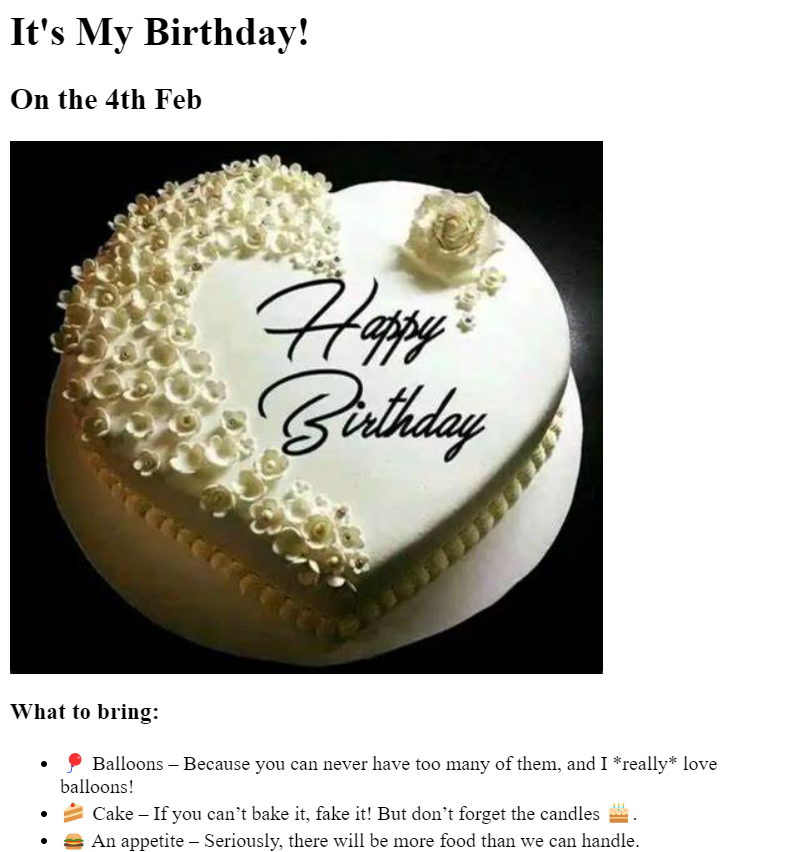 It's My Birthday!
On the 4th Feb
Happy
Birthday
What to bring:
• 🎈 Balloons – Because you can never have too many of them, and I *really* love
balloons!
• 🍰 Cake – If you can’t bake it, fake it! But don’t forget the candles 🎂.
• 🍔 An appetite – Seriously, there will be more food than we can handle.